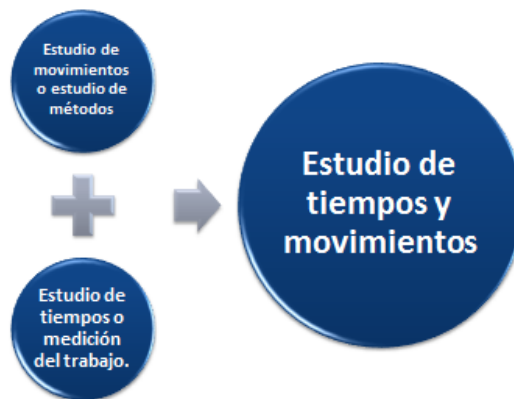 Estudio de
movimientos
o estudio de
métodos
Estudio de
tiempos o
medición
del trabajo.
Estudio de
tiempos y
movimientos